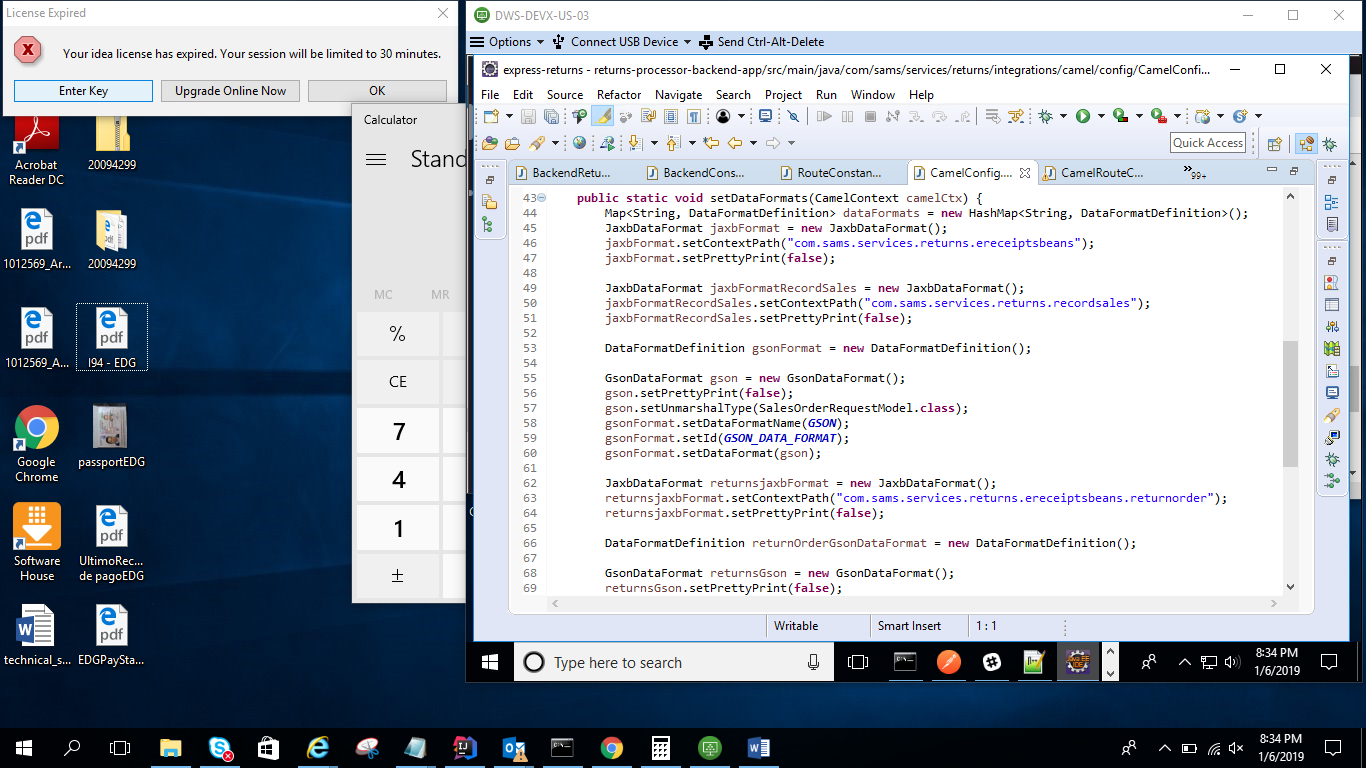 License Expired
Your idea license has expired. Your session will be limited to 30 minutes.
Enter Key
Upgrade Online Now
OK
Acrobat
Reader DC
20094299
1012569_Ar...
20094299
1012569_A...
I94 - EDG
Google
Chrome
passportEDG
Software
House
UltimoRec...
de pagoEDG
technical_s...
EDGPaySta...
Calculator
Stand
MC
MR
%
CE
7
4
1
±
DWS-DEVX-US-03
Options
Connect USB Device
Send Ctrl-Alt-Delete
express-returns - returns-processor-backend-app/src/main/java/com/sams/services/returns/integrations/camel/config/CamelConfi...
File Edit Source Refactor Navigate Search Project Run Window Help
Quick Access
BackendRetu...
BackendCons...
RouteConstan...
CamelConfig....
CamelRouteC...
99+
43 public static void setDataFormats(CamelContext camelCtx) {
44 Map<String, DataFormatDefinition> dataFormats = new HashMap<String, DataFormatDefinition>();
45 JaxbDataFormat jaxbFormat = new JaxbDataFormat();
46 jaxbFormat.setContextPath("com.sams.services.returns.ereceiptsbeans");
47 jaxbFormat.setPrettyPrint(false);
48
49 JaxbDataFormat jaxbFormatRecordSales = new JaxbDataFormat();
50 jaxbFormatRecordSales.setContextPath("com.sams.services.returns.recordsales");
51 jaxbFormatRecordSales.setPrettyPrint(false);
52
53 DataFormatDefinition gsonFormat = new DataFormatDefinition();
54
55 GsonDataFormat gson = new GsonDataFormat();
56 gson.setPrettyPrint(false);
57 gson.setUnmarshalType(SalesOrderRequestModel.class);
58 gsonFormat.setDataFormatName(GSON);
59 gsonFormat.setId(GSON_DATA_FORMAT);
60 gsonFormat.setDataFormat(gson);
61
62 JaxbDataFormat returnsjaxbFormat = new JaxbDataFormat();
63 returnsjaxbFormat.setContextPath("com.sams.services.returns.ereceiptsbeans.returnorder");
64 returnsjaxbFormat.setPrettyPrint(false);
65
66 DataFormatDefinition returnOrderGsonDataFormat = new DataFormatDefinition();
67
68 GsonDataFormat returnsGson = new GsonDataFormat();
69 returnsGson.setPrettyPrint(false);
Writable
Smart Insert
1 : 1
Type here to search
8:34 PM
1/6/2019
8:34 PM
1/6/2019